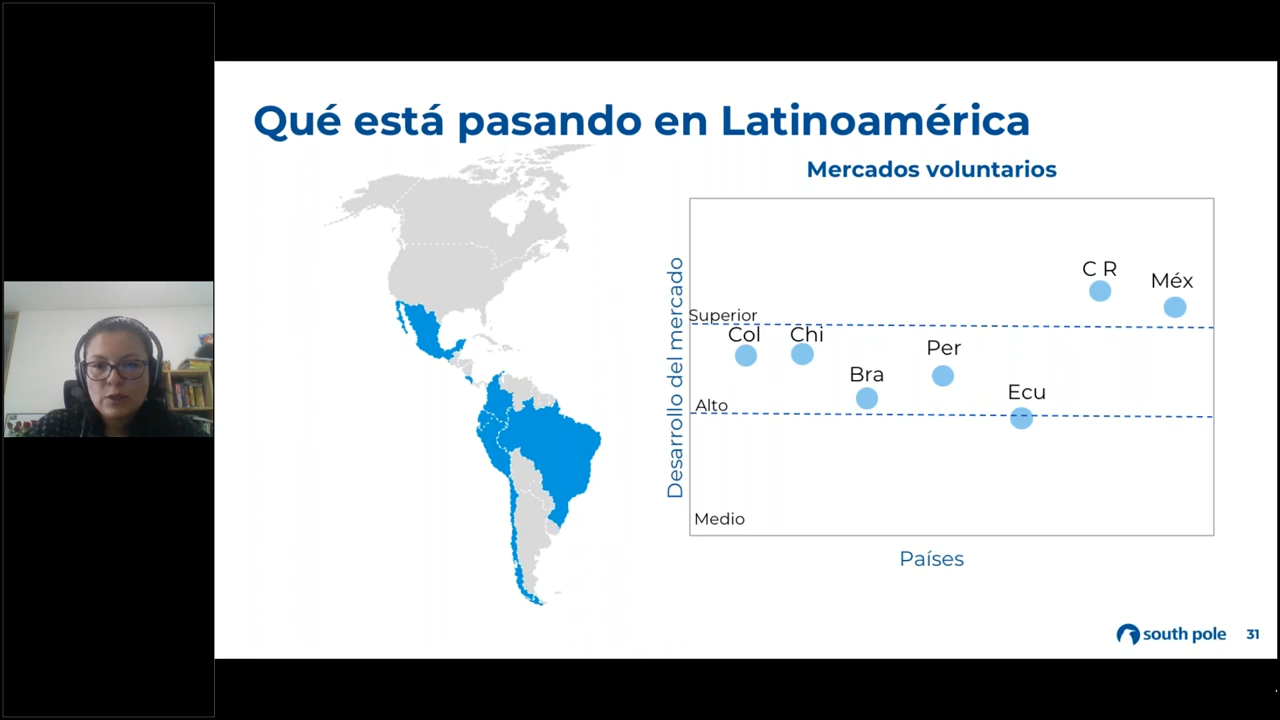 Qué está pasando en Latinoamérica
Mercados voluntarios
Desarrollo del mercado
C R
Méx
Superior
Col
Chi
Per
Bra
Ecu
Alto
Medio
Países
south pole
31